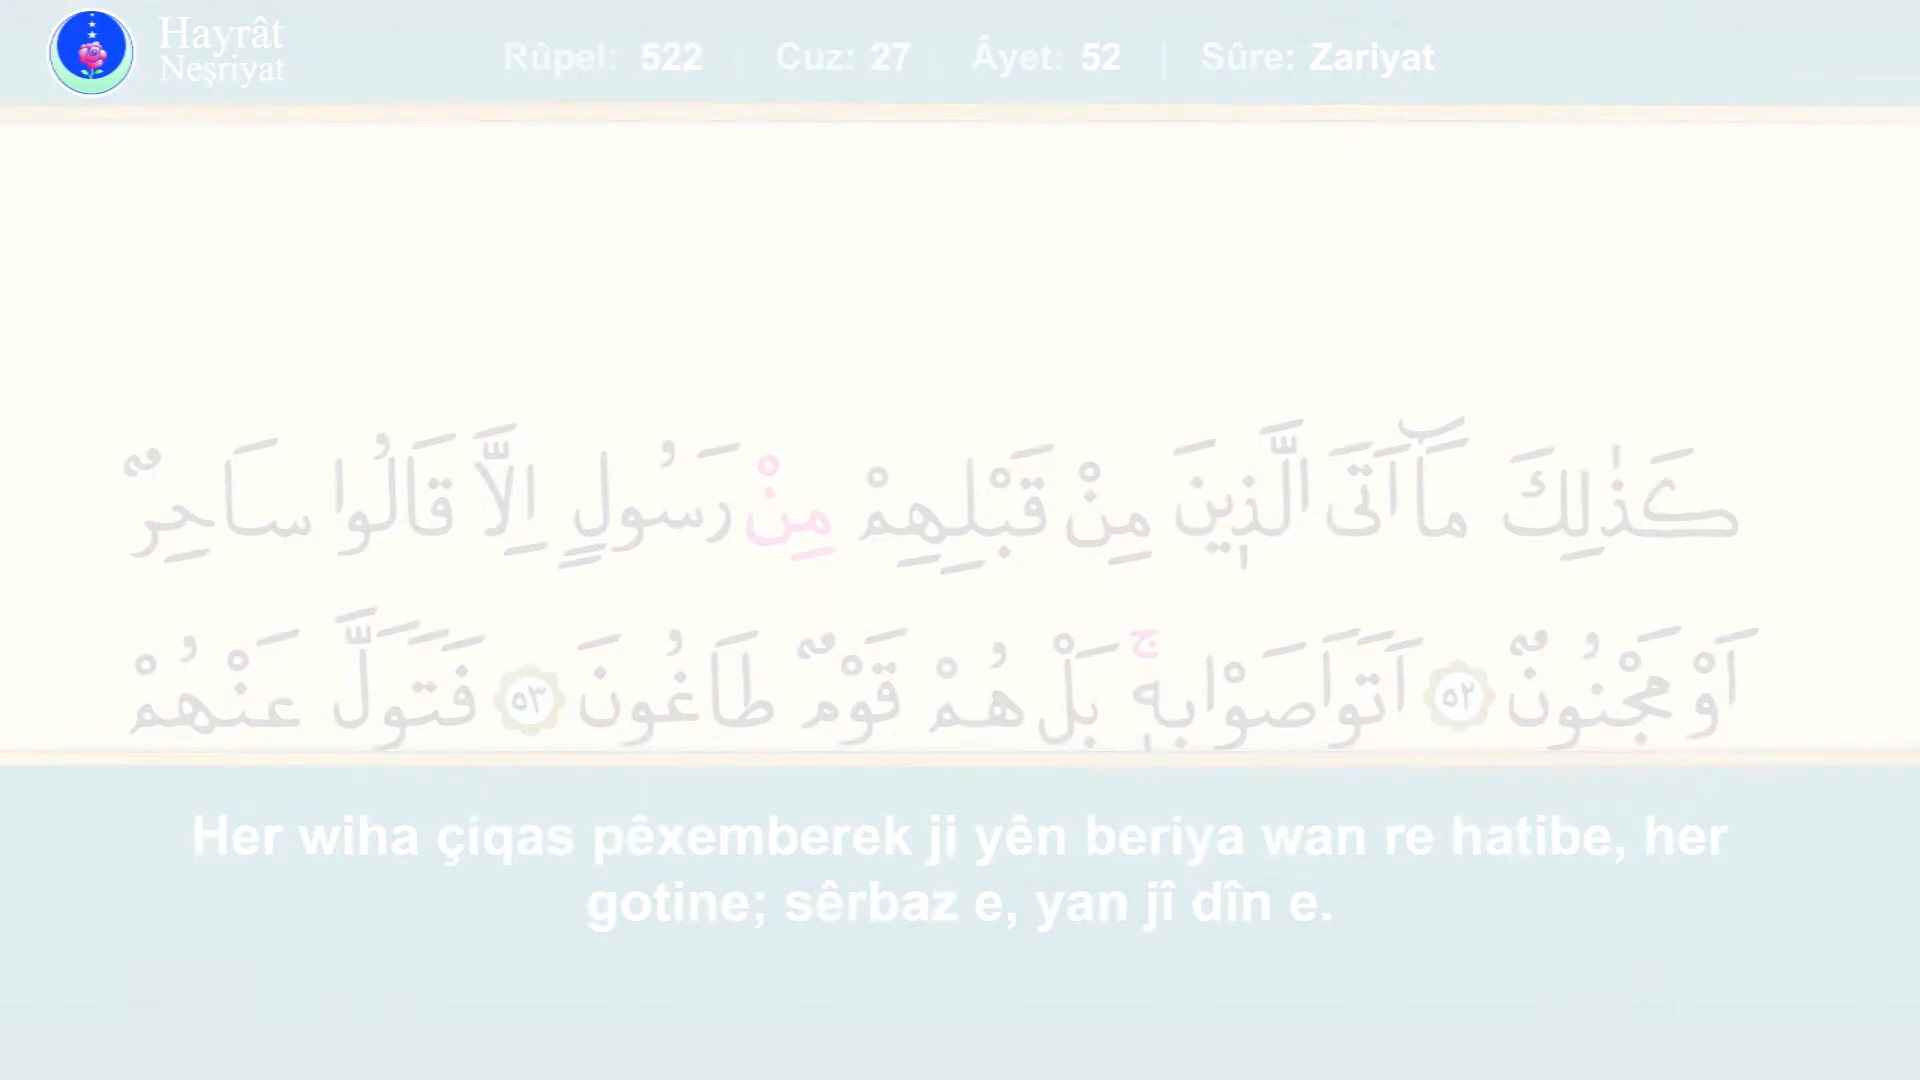 Hayrât
Neşriyat
Rûpel: 522 | Cuz: 27 | Âyet: 52 | Sûre: Zariyat
كَذٰلِكَ مَٓا اَتَى الَّذ۪ينَ مِنْ قَبْلِهِمْ مِنْ رَسُولٍ اِلَّا قَالُوا سَاحِرٌ
اَوْ مَجْنُونٌ ﴿٥٢﴾ اَتَوَاصَوْا بِه۪ۚ بَلْ هُمْ قَوْمٌ طَاغُونَ ﴿٥٣﴾ فَتَوَلَّ عَنْهُمْ
Her wiha çiqas pêxemberek ji yên beriya wan re hatibe, her
gotine; sêrbaz e, yan jî dîn e.